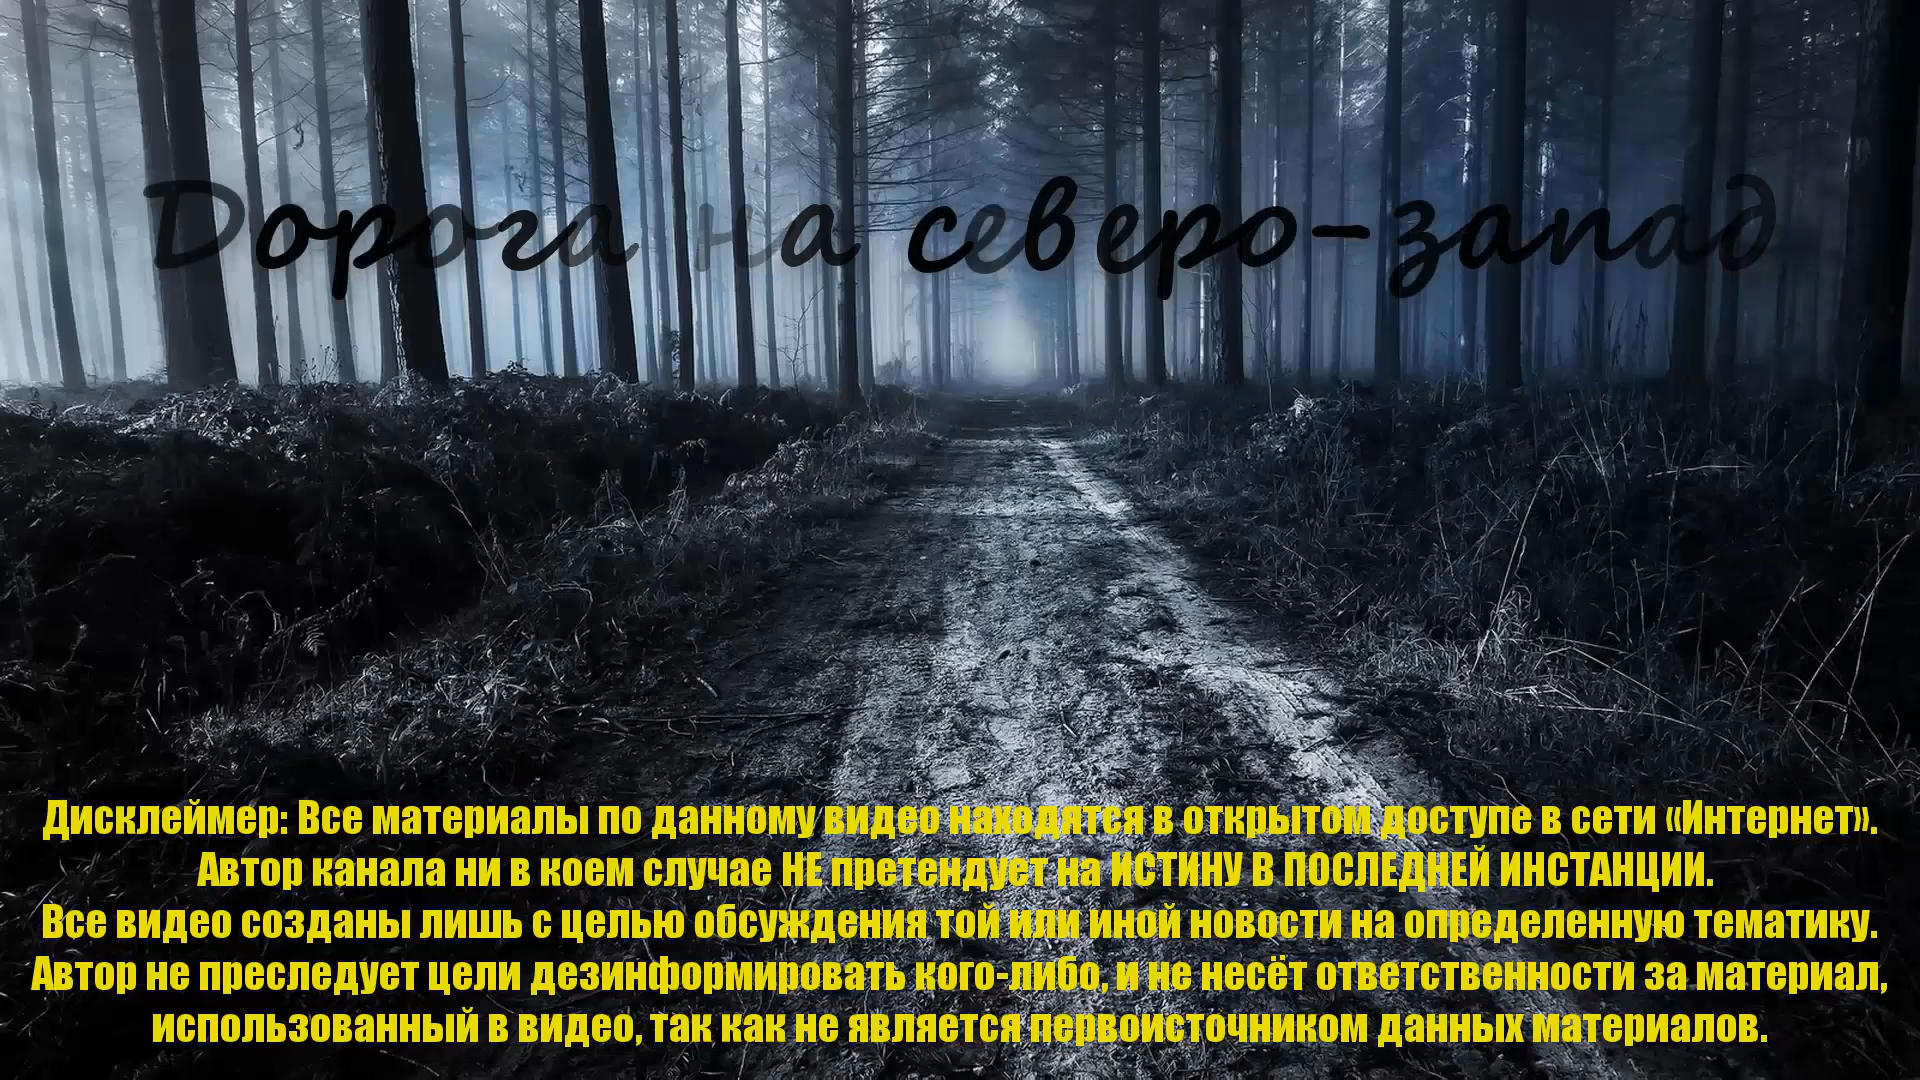 Дорога на северо-запад
Дисклеймер: Все материалы по данному видео находятся в открытом доступе в сети «Интернет».
Автор канала ни в коем случае НЕ претендует на ИСТИНУ В ПОСЛЕДНЕЙ ИНСТАНЦИИ.
Все видео созданы лишь с целью обсуждения той или иной новости на определенную тематику.
Автор не преследует цели дезинформировать кого-либо, и не несёт ответственности за материал,
использованный в видео, так как не является первоисточником данных материалов.